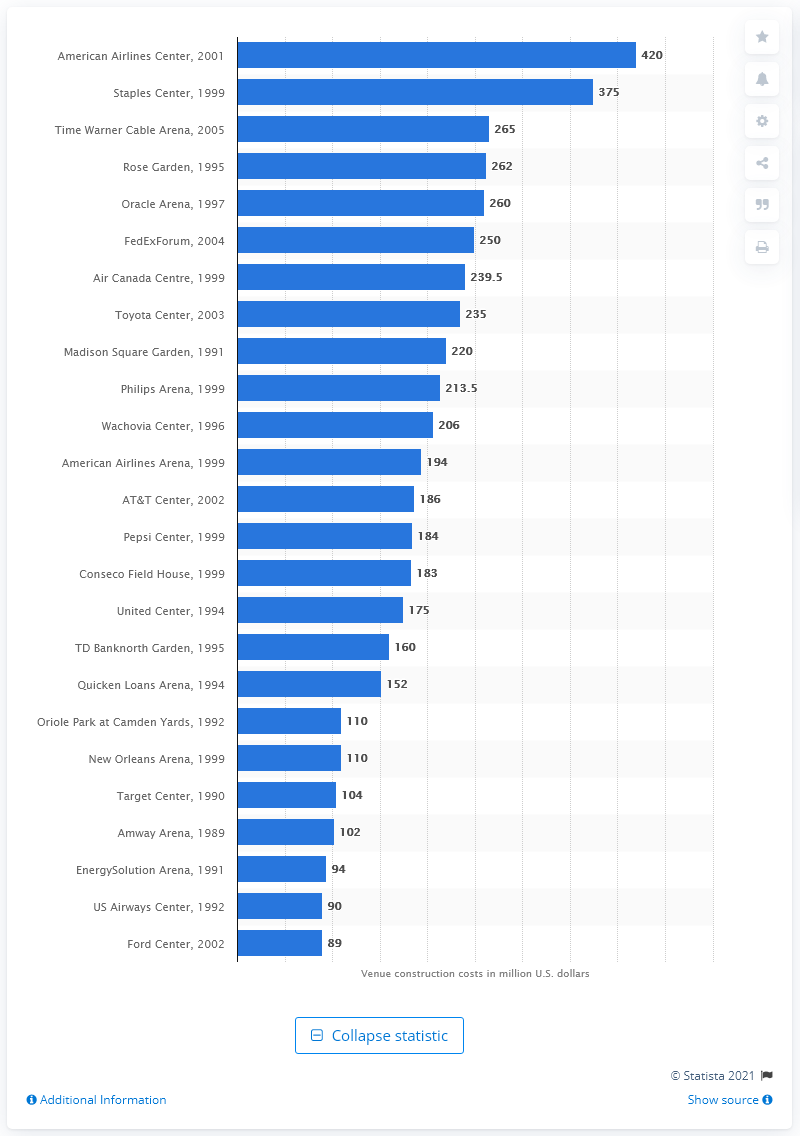 American Airlines Center, 2001 420
Staples Center, 1999 375
Time Warner Cable Arena, 2005 265
Rose Garden, 1995 262
Oracle Arena, 1997 260
FedExForum, 2004 250
Air Canada Centre, 1999 239.5
Toyota Center, 2003 235
Madison Square Garden, 1991 220
Philips Arena, 1999 213.5
Wachovia Center, 1996 206
American Airlines Arena, 1999 194
AT&T Center, 2002 186
Pepsi Center, 1999 184
Conseco Field House, 1999 183
United Center, 1994 175
TD Banknorth Garden, 1995 160
Quicken Loans Arena, 1994 152
Oriole Park at Camden Yards, 1992 110
New Orleans Arena, 1999 110
Target Center, 1990 104
Amway Arena, 1989 102
EnergySolution Arena, 1991 94
US Airways Center, 1992 90
Ford Center, 2002 89
Venue construction costs in million U.S. dollars
Collapse statistic
© Statista 2021
Additional Information Show source